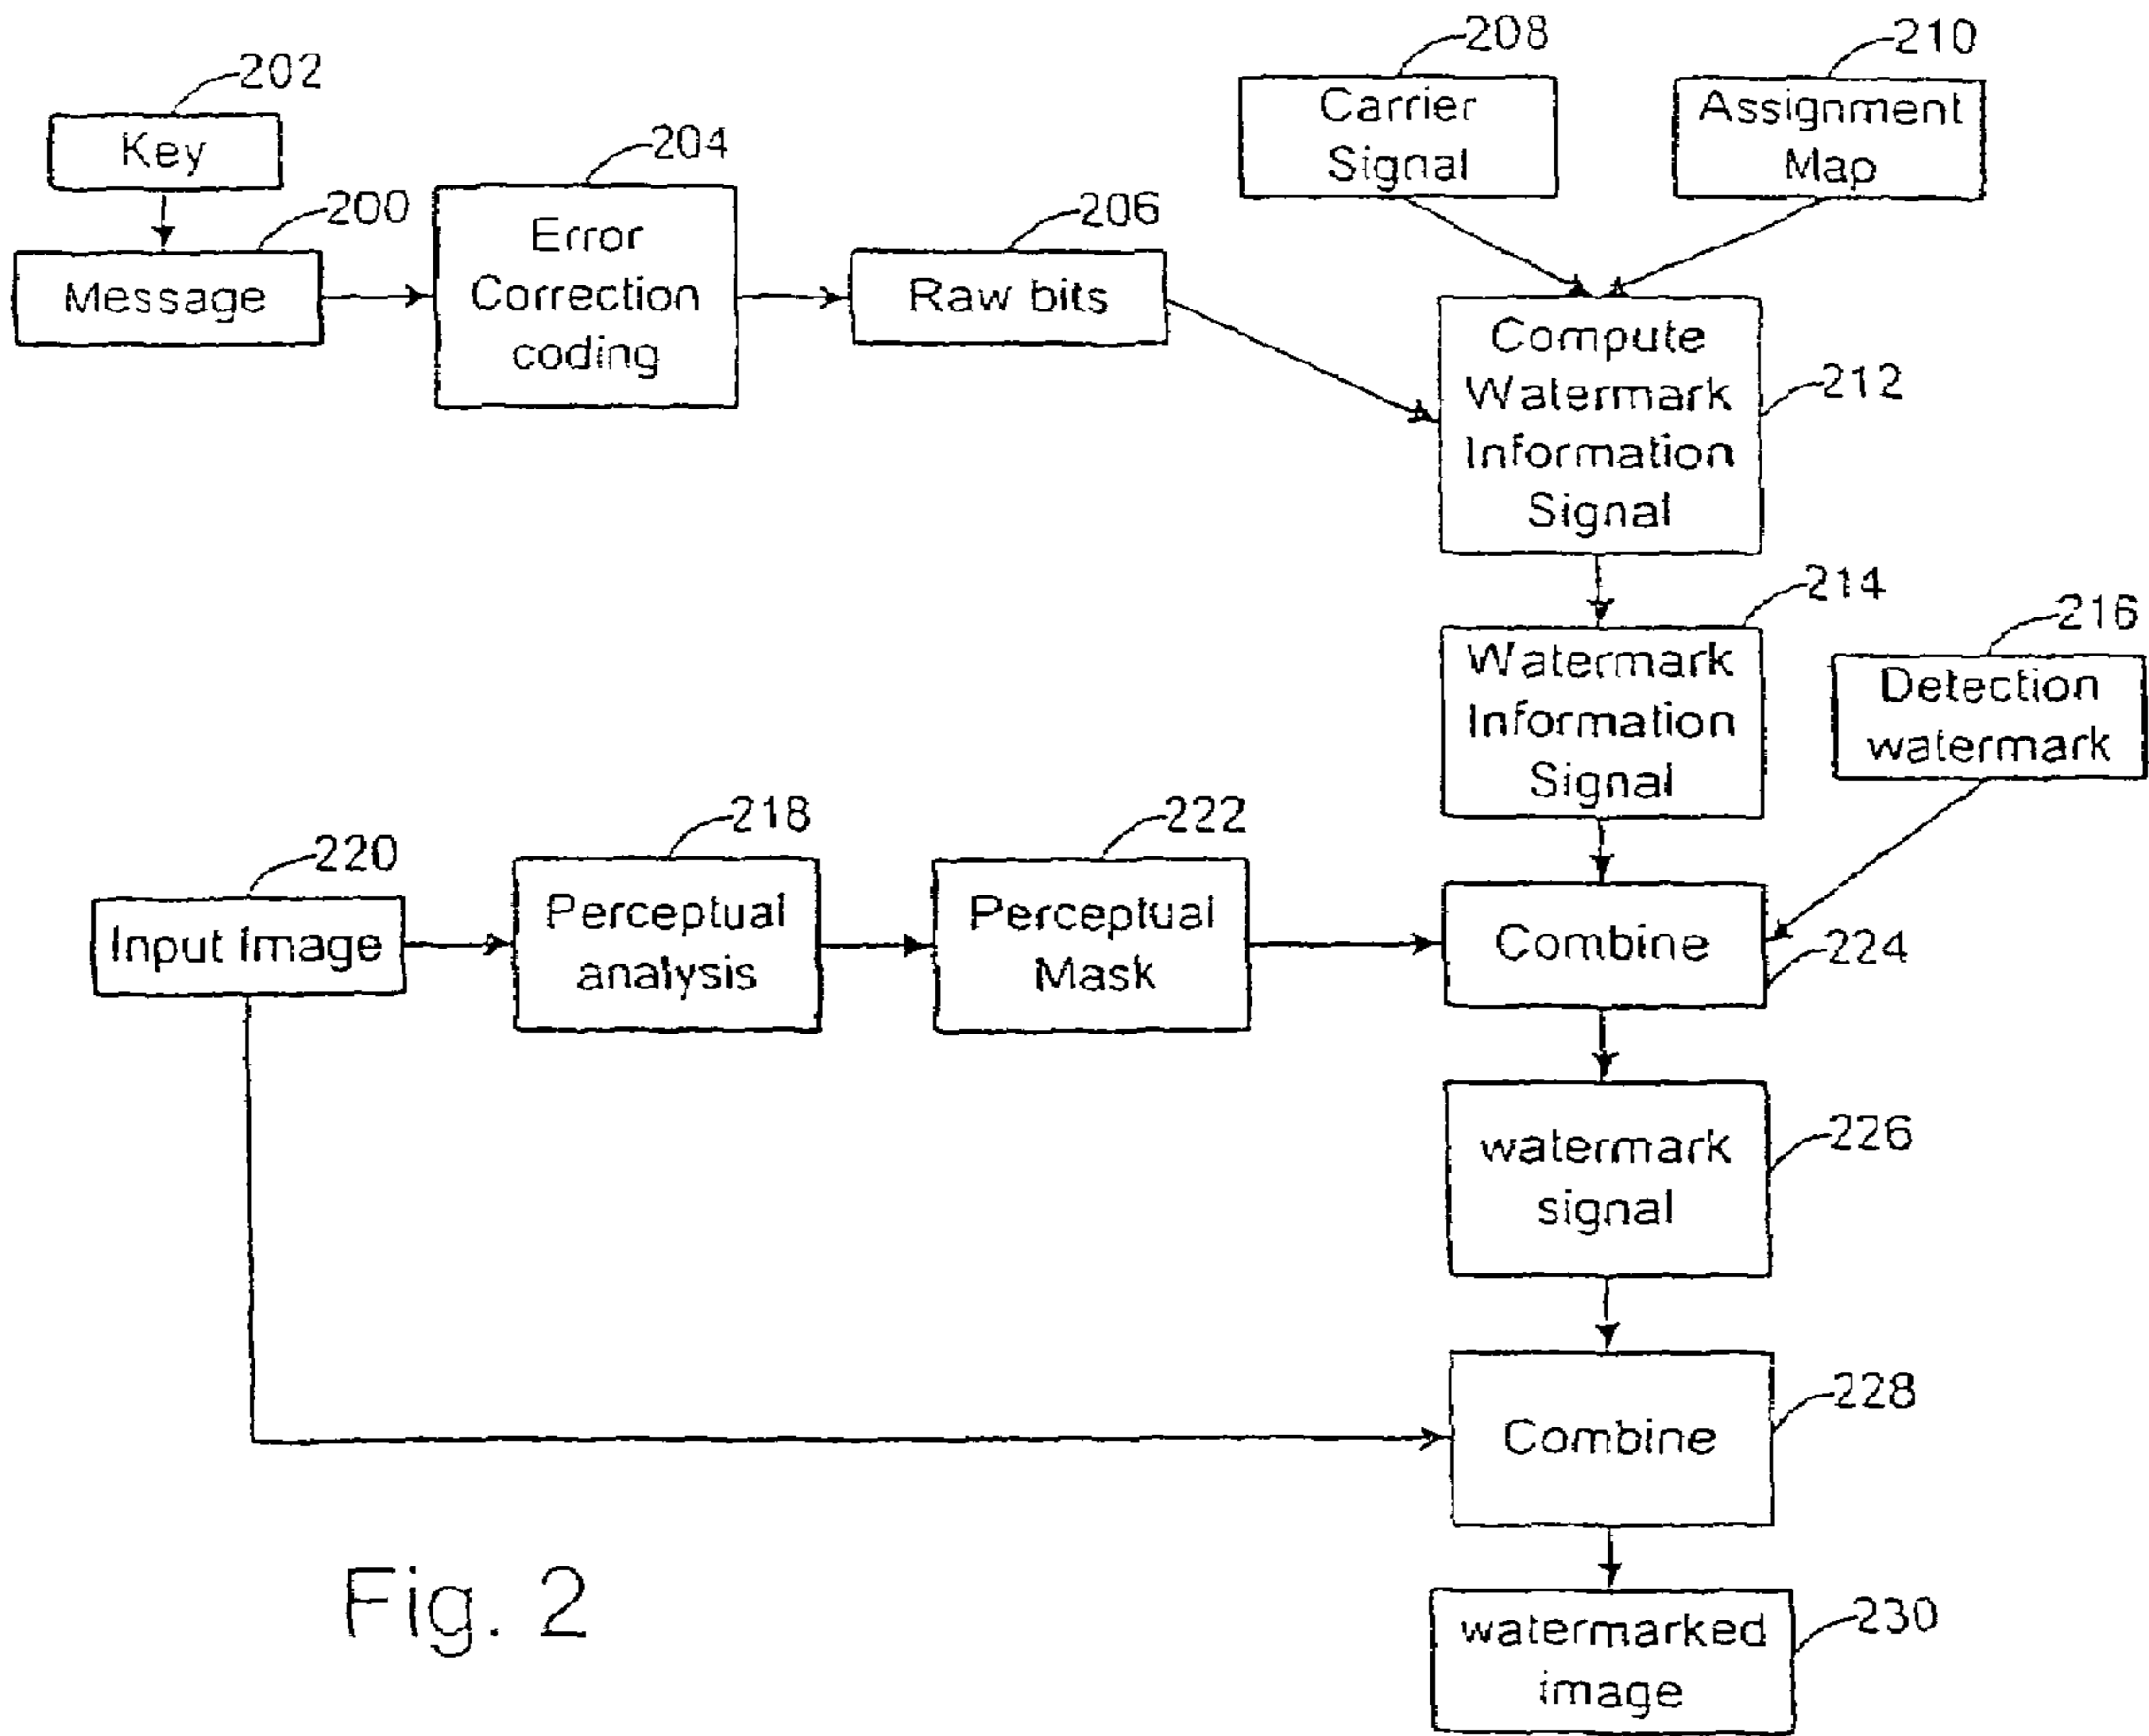 202
Key
200
Message
204
Error
Correction
coding
206
Raw bits
208
Carrier
Signal
210
Assignment
Map
Compute
Watermark
Information
Signal
212
214
Watermark
Information
Signal
216
Detection
watermark
220
Input Image
218
Perceptual
analysis
222
Perceptual
Mask
Combine
224
watermark
signal
226
Combine
228
watermarked
image
230
Fig. 2